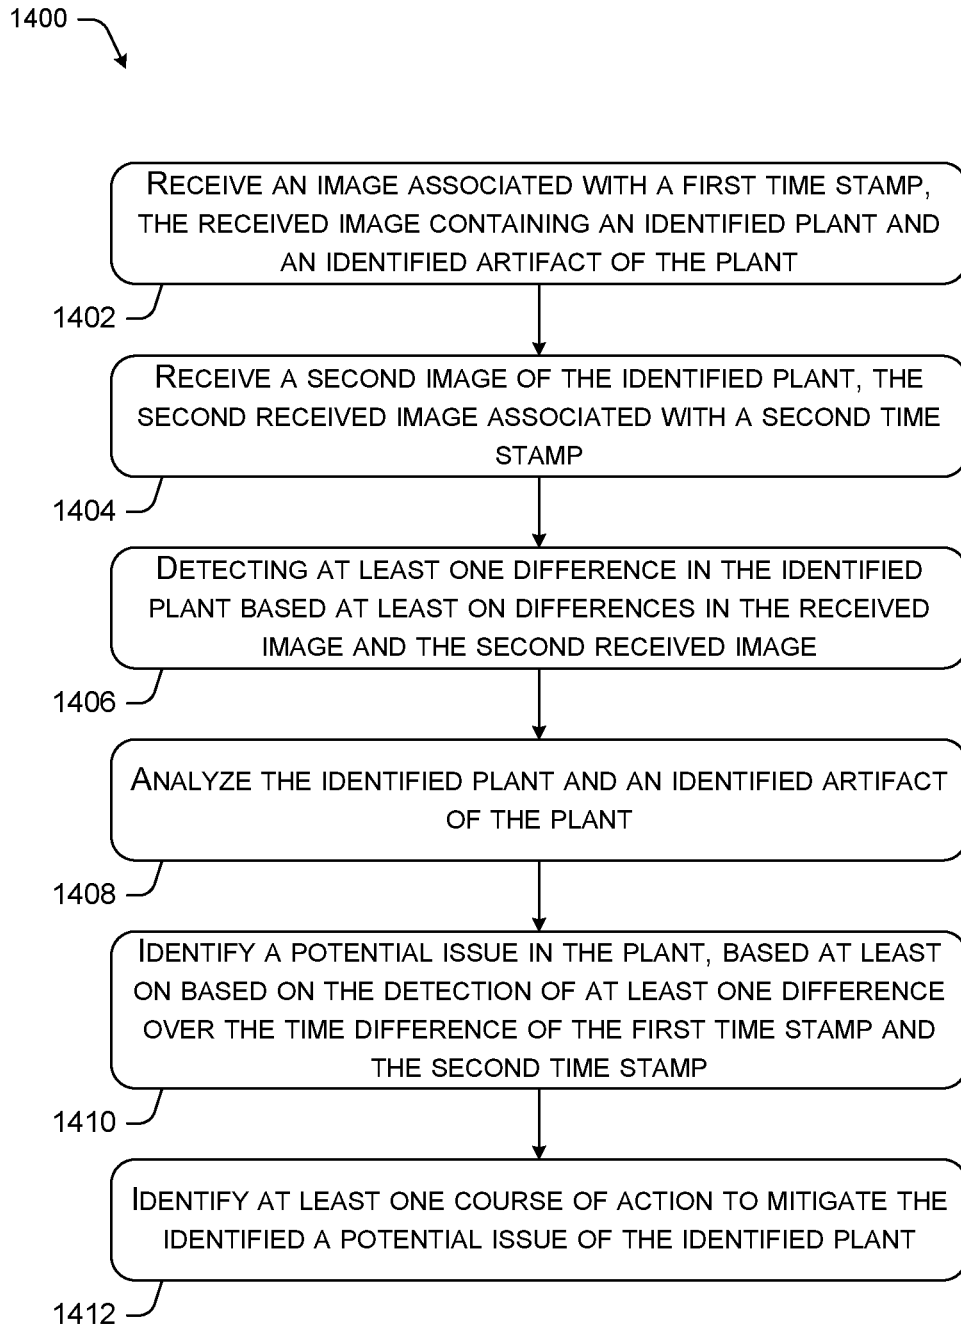 1400
RECEIVE AN IMAGE ASSOCIATED WITH A FIRST TIME STAMP,
THE RECEIVED IMAGE CONTAINING AN IDENTIFIED PLANT AND
AN IDENTIFIED ARTIFACT OF THE PLANT
1402
RECEIVE A SECOND IMAGE OF THE IDENTIFIED PLANT, THE
SECOND RECEIVED IMAGE ASSOCIATED WITH A SECOND TIME
STAMP
1404
DETECTING AT LEAST ONE DIFFERENCE IN THE IDENTIFIED
PLANT BASED AT LEAST ON DIFFERENCES IN THE RECEIVED
IMAGE AND THE SECOND RECEIVED IMAGE
1406
ANALYZE THE IDENTIFIED PLANT AND AN IDENTIFIED ARTIFACT
OF THE PLANT
1408
IDENTIFY A POTENTIAL ISSUE IN THE PLANT, BASED AT LEAST
ON BASED ON THE DETECTION OF AT LEAST ONE DIFFERENCE
OVER THE TIME DIFFERENCE OF THE FIRST TIME STAMP AND
THE SECOND TIME STAMP
1410
IDENTIFY AT LEAST ONE COURSE OF ACTION TO MITIGATE THE
IDENTIFIED A POTENTIAL ISSUE OF THE IDENTIFIED PLANT
1412